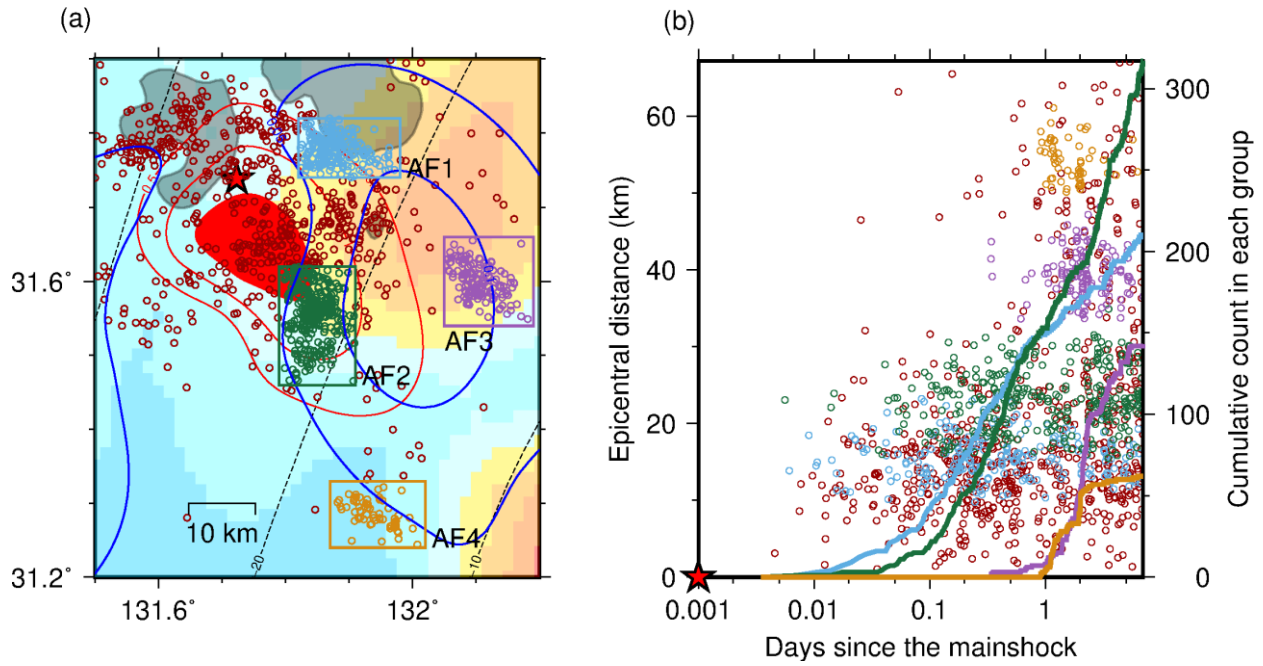 (a)
(b)
AF1
AF2
AF3
AF4
0.5
10 km
20
10
31.6°
31.2°
131.6°
132°
Epicentral distance (km)
60
40
20
0
0.001
0.01
0.1
1
Days since the mainshock
300
200
100
0
Cumulative count in each group